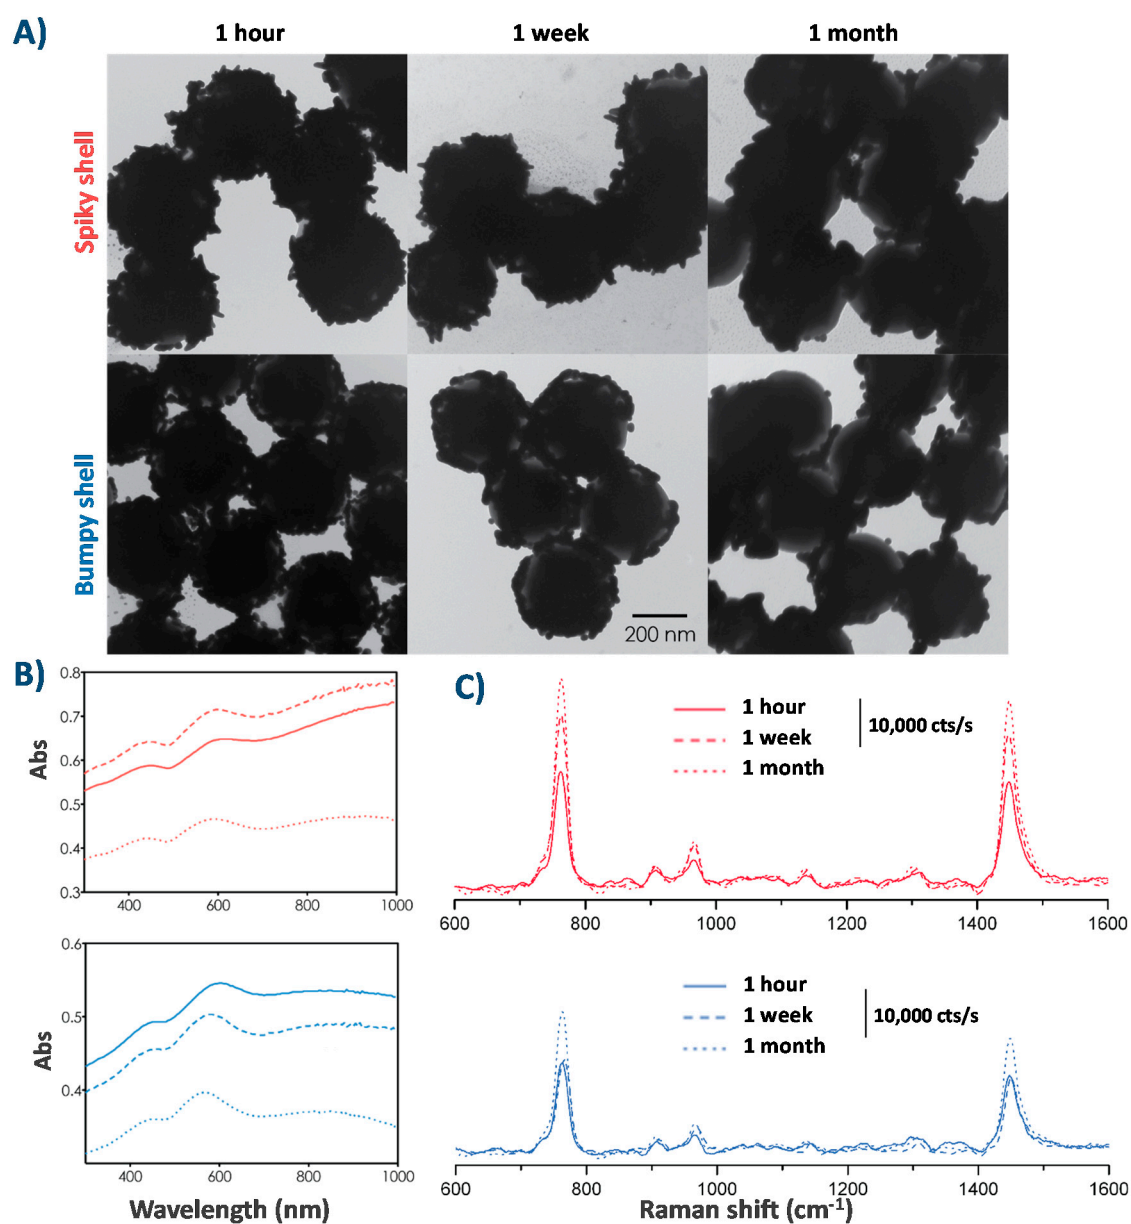 A)
1 hour
1 week
1 month
Spiky shell
Bumpy shell
200 nm
B)
0.8
0.7
0.6
0.5
0.4
0.3
Abs
400
600
800
1000
0.6
0.5
0.4
Abs
400
600
800
1000
Wavelength (nm)
C)
1 hour
1 week
1 month
10,000 cts/s
600
800
1000
1200
1400
1600
1 hour
1 week
1 month
10,000 cts/s
600
800
1000
1200
1400
1600
Raman shift (cm⁻¹)